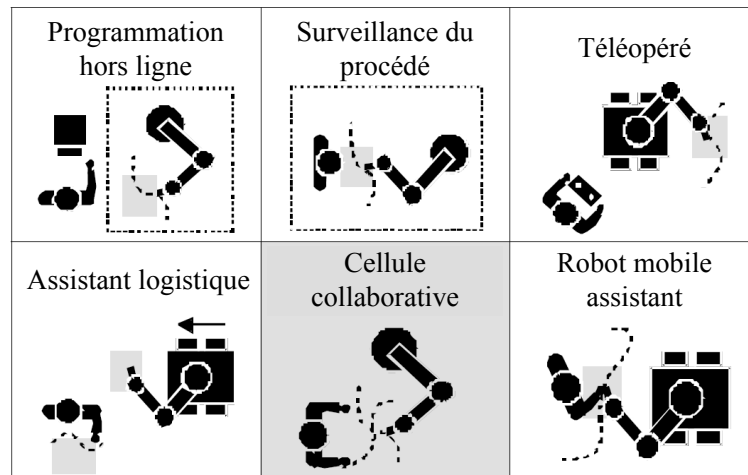 Programmation
hors ligne
Surveillance du
procédé
Téléopéré
Assistant logistique
Cellule
collaborative
Robot mobile
assistant